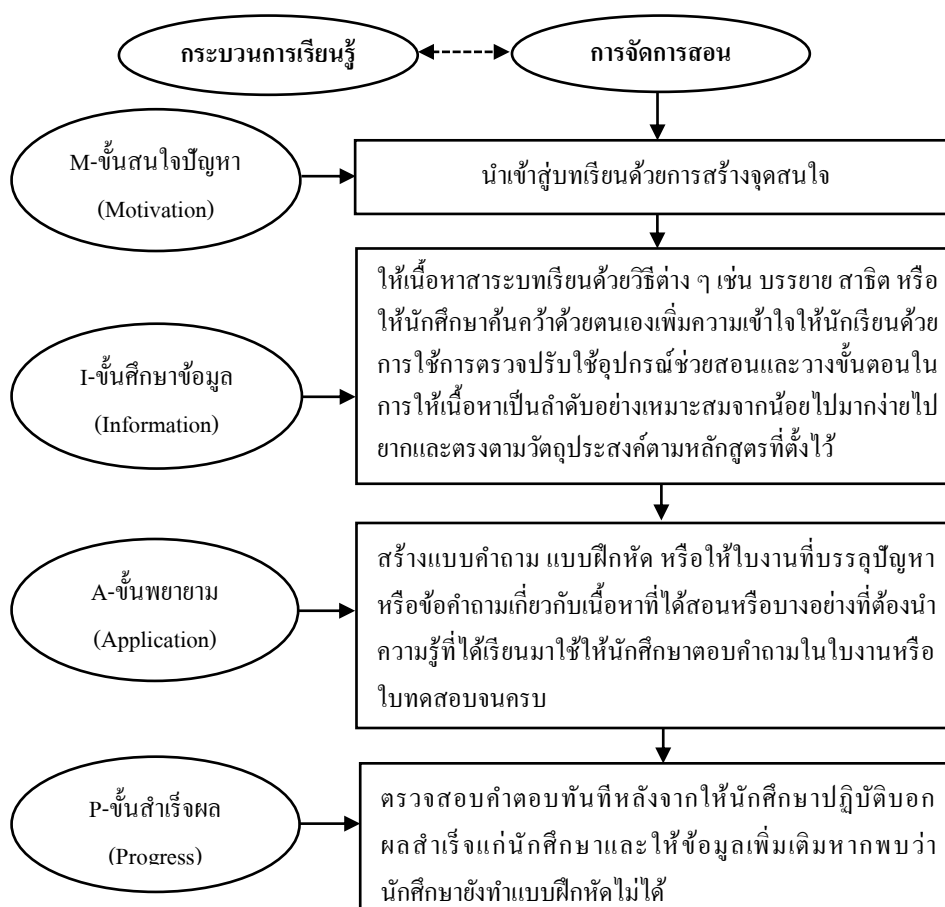 กระบวนการเรียนรู้
การจัดการสอน
M-ขั้นสนใจปัญหา
(Motivation)
นำเข้าสู่บทเรียนด้วยการสร้างจุดสนใจ
I-ขั้นศึกษาข้อมูล
(Information)
ให้เนื้อหาสาระบทเรียนด้วยวิธีต่าง ๆ เช่น บรรยาย สาธิต หรือ
ให้นักศึกษาค้นคว้าด้วยตนเองเพิ่มความเข้าใจให้นักเรียนด้วย
การใช้การตรวจปรับใช้อุปกรณ์ช่วยสอนและวางขั้นตอนใน
การให้เนื้อหาเป็นลำดับอย่างเหมาะสมจากน้อยไปมากง่ายไป
ยากและตรงตามวัตถุประสงค์ตามหลักสูตรที่ตั้งไว้
A-ขั้นพยายาม
(Application)
สร้างแบบคำถาม แบบฝึกหัด หรือให้ใบงานที่บรรลุปัญหา
หรือข้อคำถามเกี่ยวกับเนื้อหาที่ได้สอนหรือบางอย่างที่ต้องนำ
ความรู้ที่ได้เรียนมาใช้ให้นักศึกษาตอบคำถามในใบงานหรือ
ใบทดสอบจนครบ
P-ขั้นสำเร็จผล
(Progress)
ตรวจสอบคำตอบทันทีหลังจากให้นักศึกษาปฏิบัติบอก
ผลสำเร็จแก่นักศึกษาและให้ข้อมูลเพิ่มเติมหากพบว่า
นักศึกษายังทำแบบฝึกหัดไม่ได้